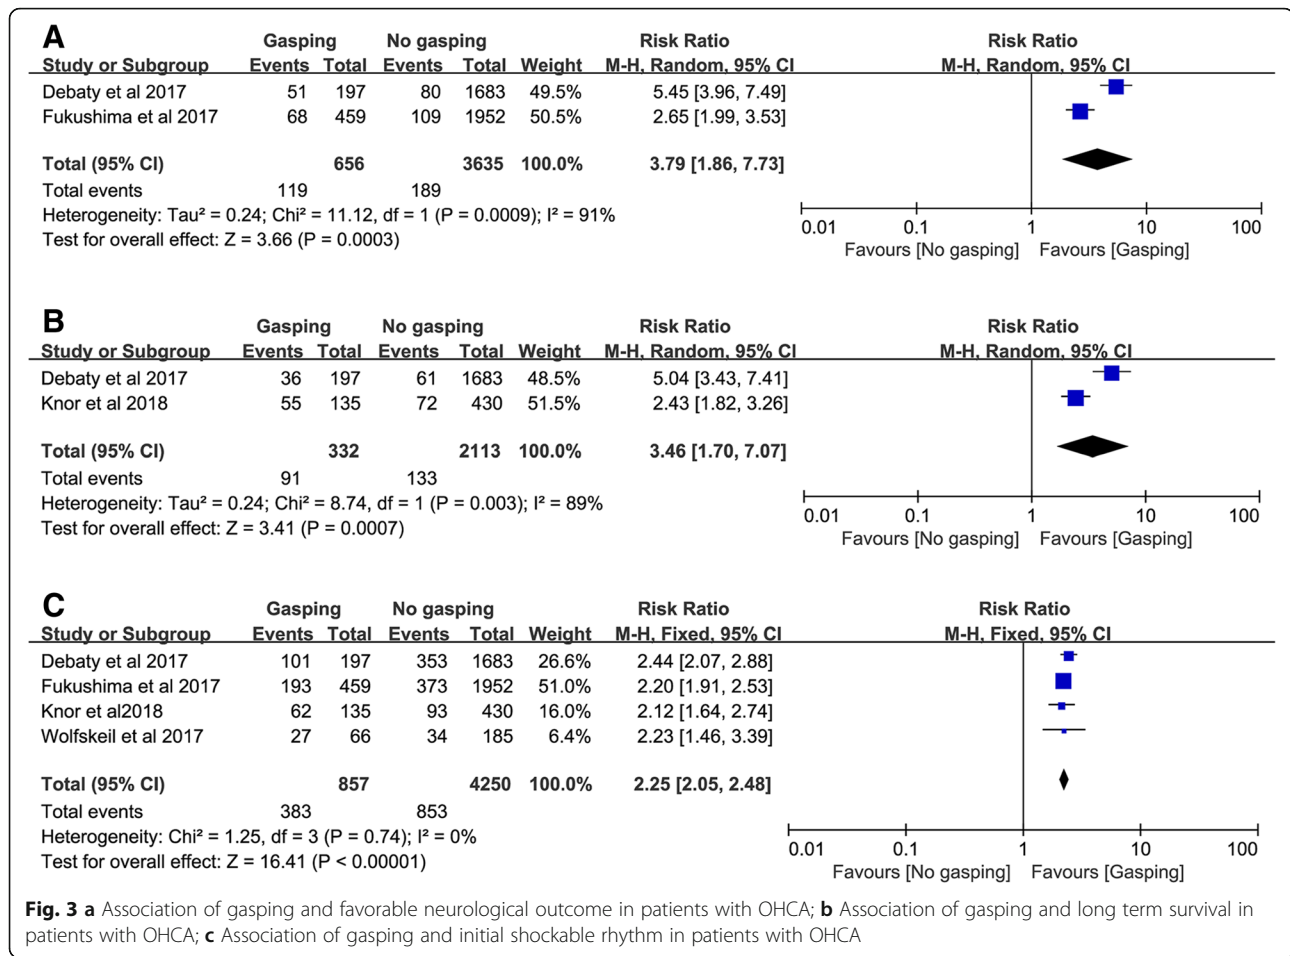 A
Gasping No gasping Risk Ratio Risk Ratio
Study or Subgroup Events Total Events Total Weight M-H, Random, 95% CI M-H, Random, 95% CI
Debaty et al 2017 51 197 80 1683 49.5% 5.45 [3.96, 7.49]
Fukushima et al 2017 68 459 109 1952 50.5% 2.65 [1.99, 3.53]
Total (95% CI) 656 3635 100.0% 3.79 [1.86, 7.73]
Total events 119 189
Heterogeneity: Tau² = 0.24; Chi² = 11.12, df = 1 (P = 0.0009); I² = 91%
Test for overall effect: Z = 3.66 (P = 0.0003)
0.01 0.1 1 10 100
Favours [No gasping] Favours [Gasping]
B
Gasping No gasping Risk Ratio Risk Ratio
Study or Subgroup Events Total Events Total Weight M-H, Random, 95% CI M-H, Random, 95% CI
Debaty et al 2017 36 197 61 1683 48.5% 5.04 [3.43, 7.41]
Knor et al 2018 55 135 72 430 51.5% 2.43 [1.82, 3.26]
Total (95% CI) 332 2113 100.0% 3.46 [1.70, 7.07]
Total events 91 133
Heterogeneity: Tau² = 0.24; Chi² = 8.74, df = 1 (P = 0.003); I² = 89%
Test for overall effect: Z = 3.41 (P = 0.0007)
0.01 0.1 1 10 100
Favours [No gasping] Favours [Gasping]
C
Gasping No gasping Risk Ratio Risk Ratio
Study or Subgroup Events Total Events Total Weight M-H, Fixed, 95% CI M-H, Fixed, 95% CI
Debaty et al 2017 101 197 353 1683 26.6% 2.44 [2.07, 2.88]
Fukushima et al 2017 193 459 373 1952 51.0% 2.20 [1.91, 2.53]
Knor et al2018 62 135 93 430 16.0% 2.12 [1.64, 2.74]
Wolfskeil et al 2017 27 66 34 185 6.4% 2.23 [1.46, 3.39]
Total (95% CI) 857 4250 100.0% 2.25 [2.05, 2.48]
Total events 383 853
Heterogeneity: Chi² = 1.25, df = 3 (P = 0.74); I² = 0%
Test for overall effect: Z = 16.41 (P < 0.00001)
0.01 0.1 1 10 100
Favours [No gasping] Favours [Gasping]
Fig. 3 a Association of gasping and favorable neurological outcome in patients with OHCA; b Association of gasping and long term survival in
patients with OHCA; c Association of gasping and initial shockable rhythm in patients with OHCA